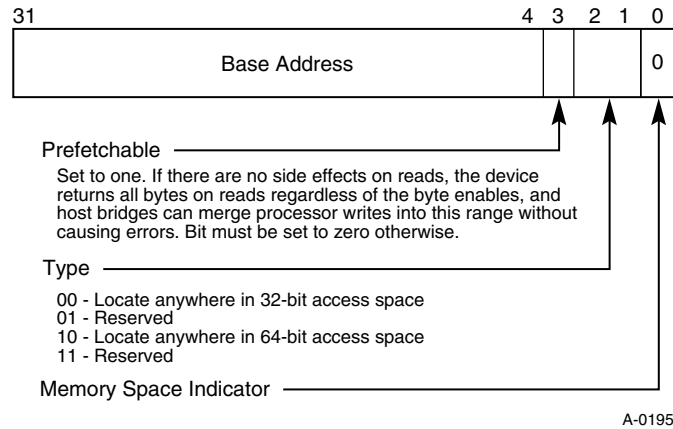 31 4 3 2 1 0
Base Address 0
Prefetchable
Set to one. If there are no side effects on reads, the device
returns all bytes on reads regardless of the byte enables, and
host bridges can merge processor writes into this range without
causing errors. Bit must be set to zero otherwise.
Type
00 - Locate anywhere in 32-bit access space
01 - Reserved
10 - Locate anywhere in 64-bit access space
11 - Reserved
Memory Space Indicator
A-0195